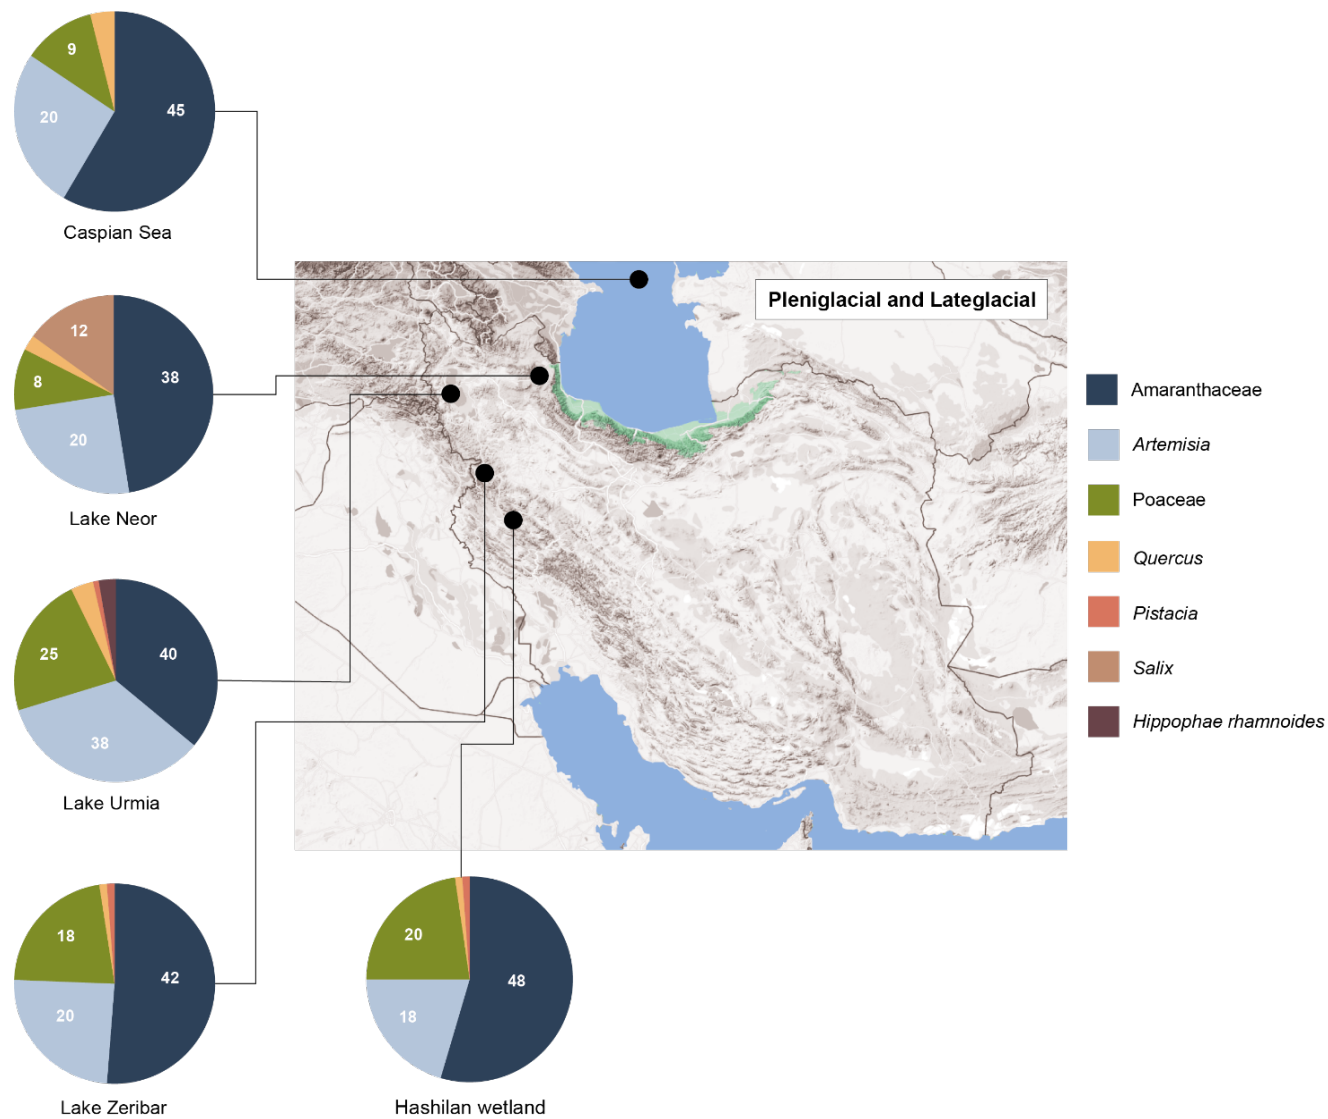 9
45
20
Caspian Sea
Pleniglacial and Lateglacial
12
38
8
20
Lake Neor
Amaranthaceae
Artemisia
Poaceae
Quercus
Pistacia
Salix
Hippophae rhamnoides
25
40
38
Lake Urmia
18
42
20
Lake Zeribar
20
48
18
Hashilan wetland